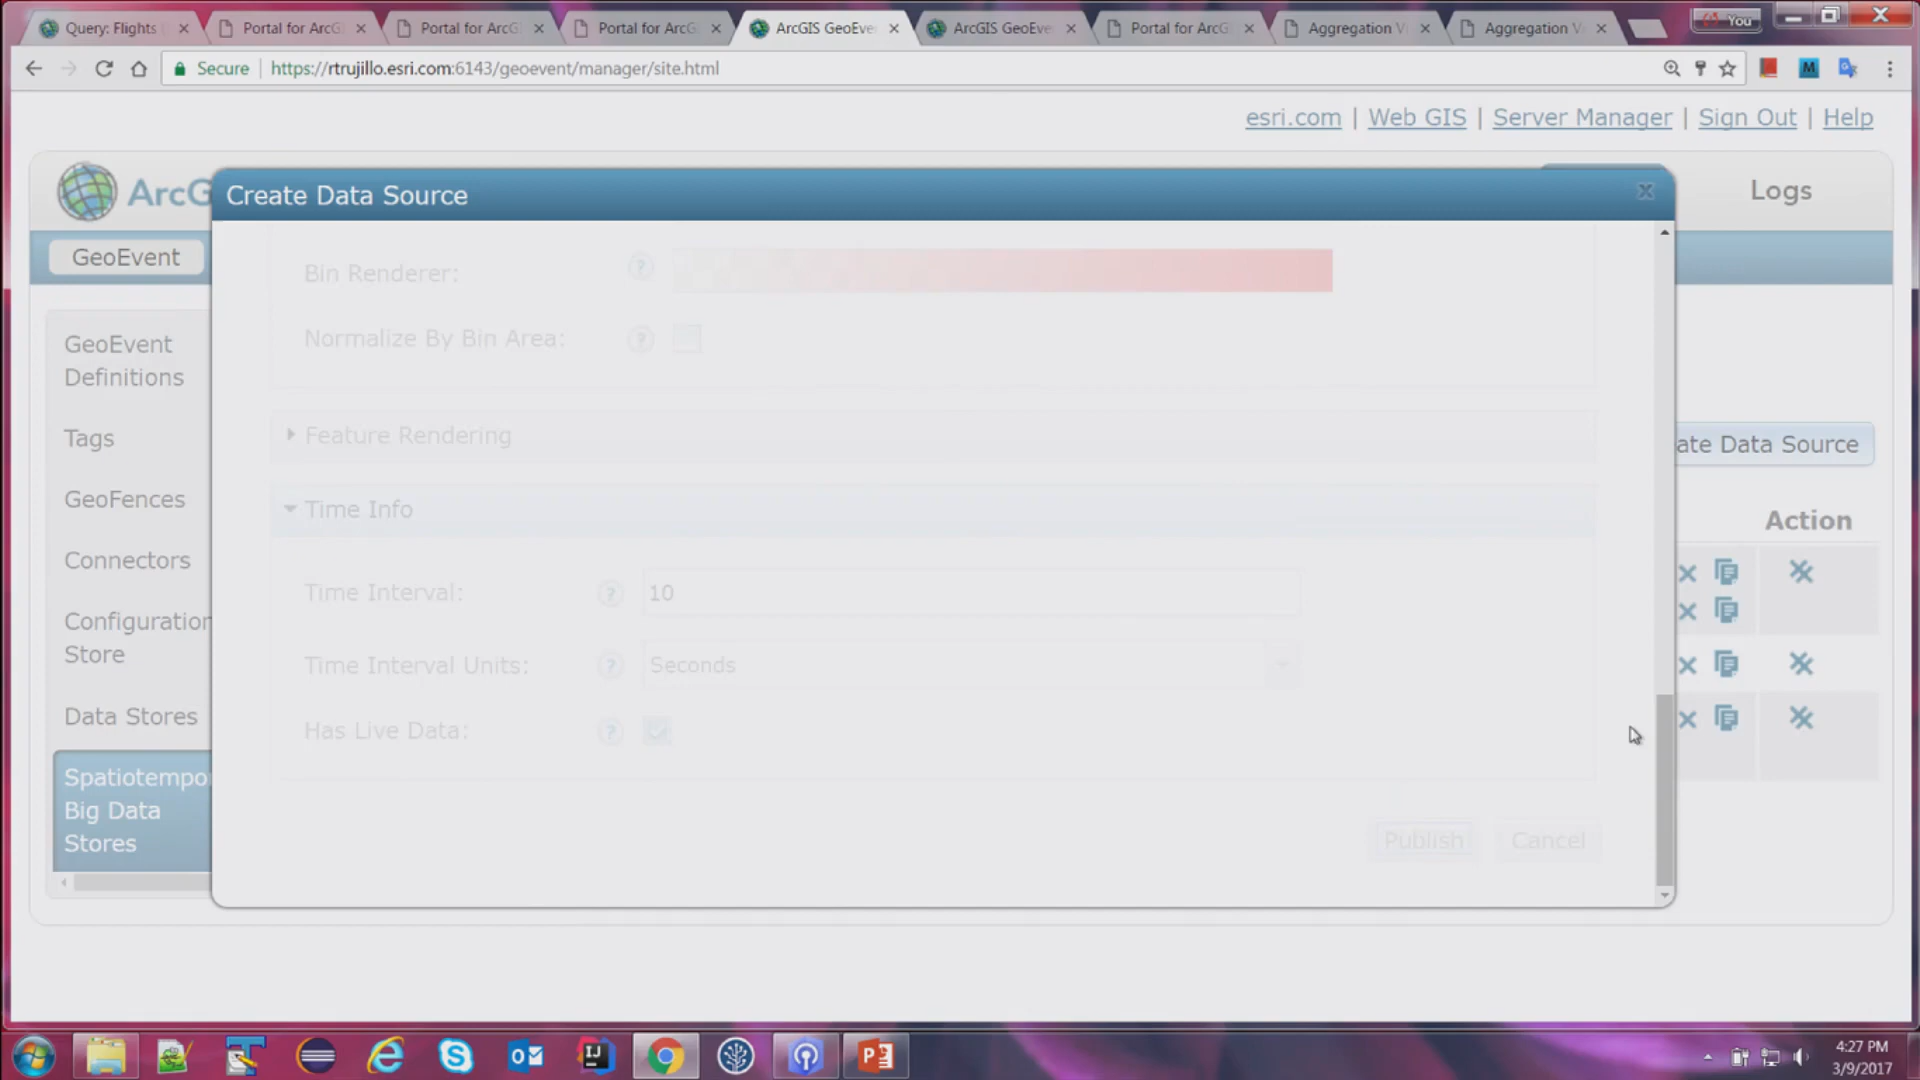 Query: Flights
Portal for ArcGI
Portal for ArcGI
Portal for ArcG
ArcGIS GeoEve
ArcGIS GeoEve
Portal for ArcG
Aggregation V
Aggregation V
You
Secure https://rtrujillo.esri.com:6143/geoevent/manager/site.html
esri.com | Web GIS | Server Manager | Sign Out | Help
ArcG
Create Data Source
Logs
GeoEvent
Bin Renderer:
Normalize By Bin Area:
GeoEvent
Definitions
Tags
GeoFences
Connectors
Configuration
Store
Data Stores
Spatiotempo
Big Data
Stores
Feature Rendering
Time Info
Time Interval:
10
Time Interval Units:
Seconds
Has Live Data:
Publish
Cancel
ate Data Source
Action
4:27 PM
3/9/2017